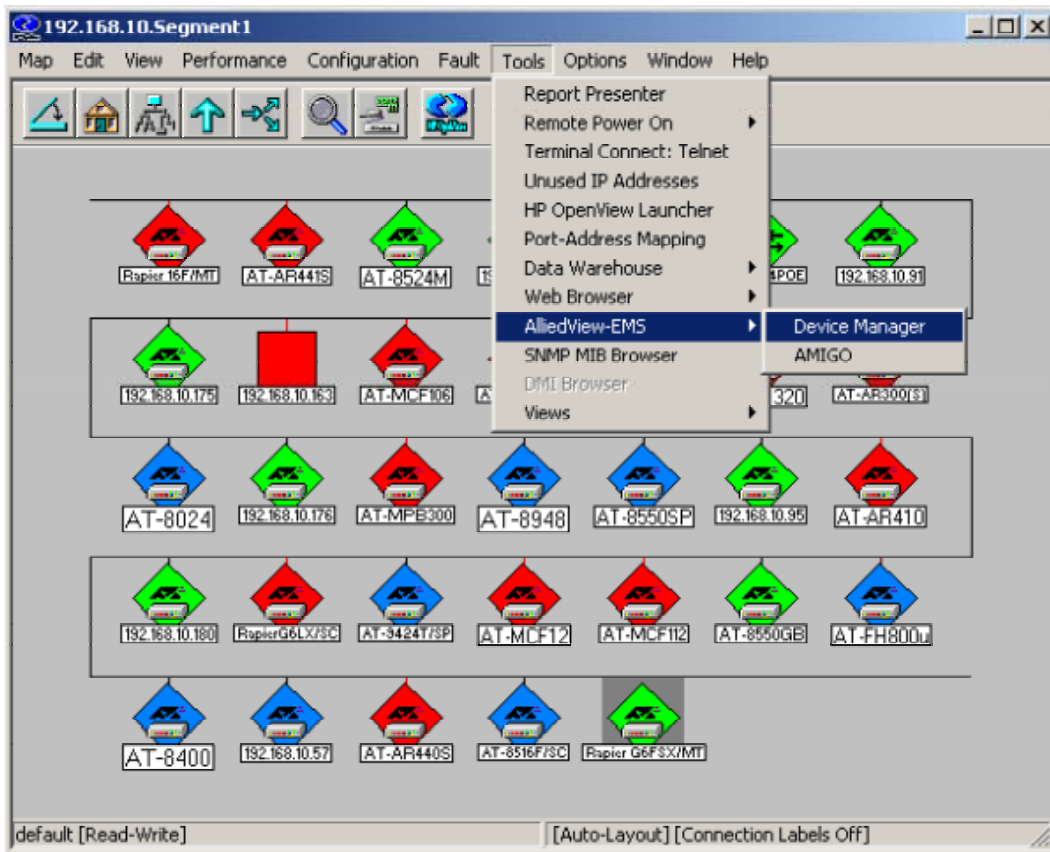 192.168.10.Segment1
Map Edit View Performance Configuration Fault Tools Options Window Help
Report Presenter
Remote Power On
Terminal Connect: Telnet
Unused IP Addresses
HP OpenView Launcher
Port-Address Mapping
Data Warehouse
Web Browser
AlliedView-EMS
SNMP MIB Browser
DMI Browser
Views
Device Manager
AMIGO
Rapier 16F/MT AT-AR441S AT-8524M 4POE 192.168.10.91
192.168.10.175 192.168.10.163 AT-MCF106 320 AT-AR300(S)
AT-8024 192.168.10.176 AT-MPB300 AT-8948 AT-8550SP 192.168.10.95 AT-AR410
192.168.10.180 RapierG6LX/SC AT-9424T/SP AT-MCF12 AT-MCF112 AT-8550GB AT-FH800u
AT-8400 192.168.10.57 AT-AR440S AT-8516F/SC Rapier G6FSX/MT
default [Read-Write] [Auto-Layout] [Connection Labels Off]